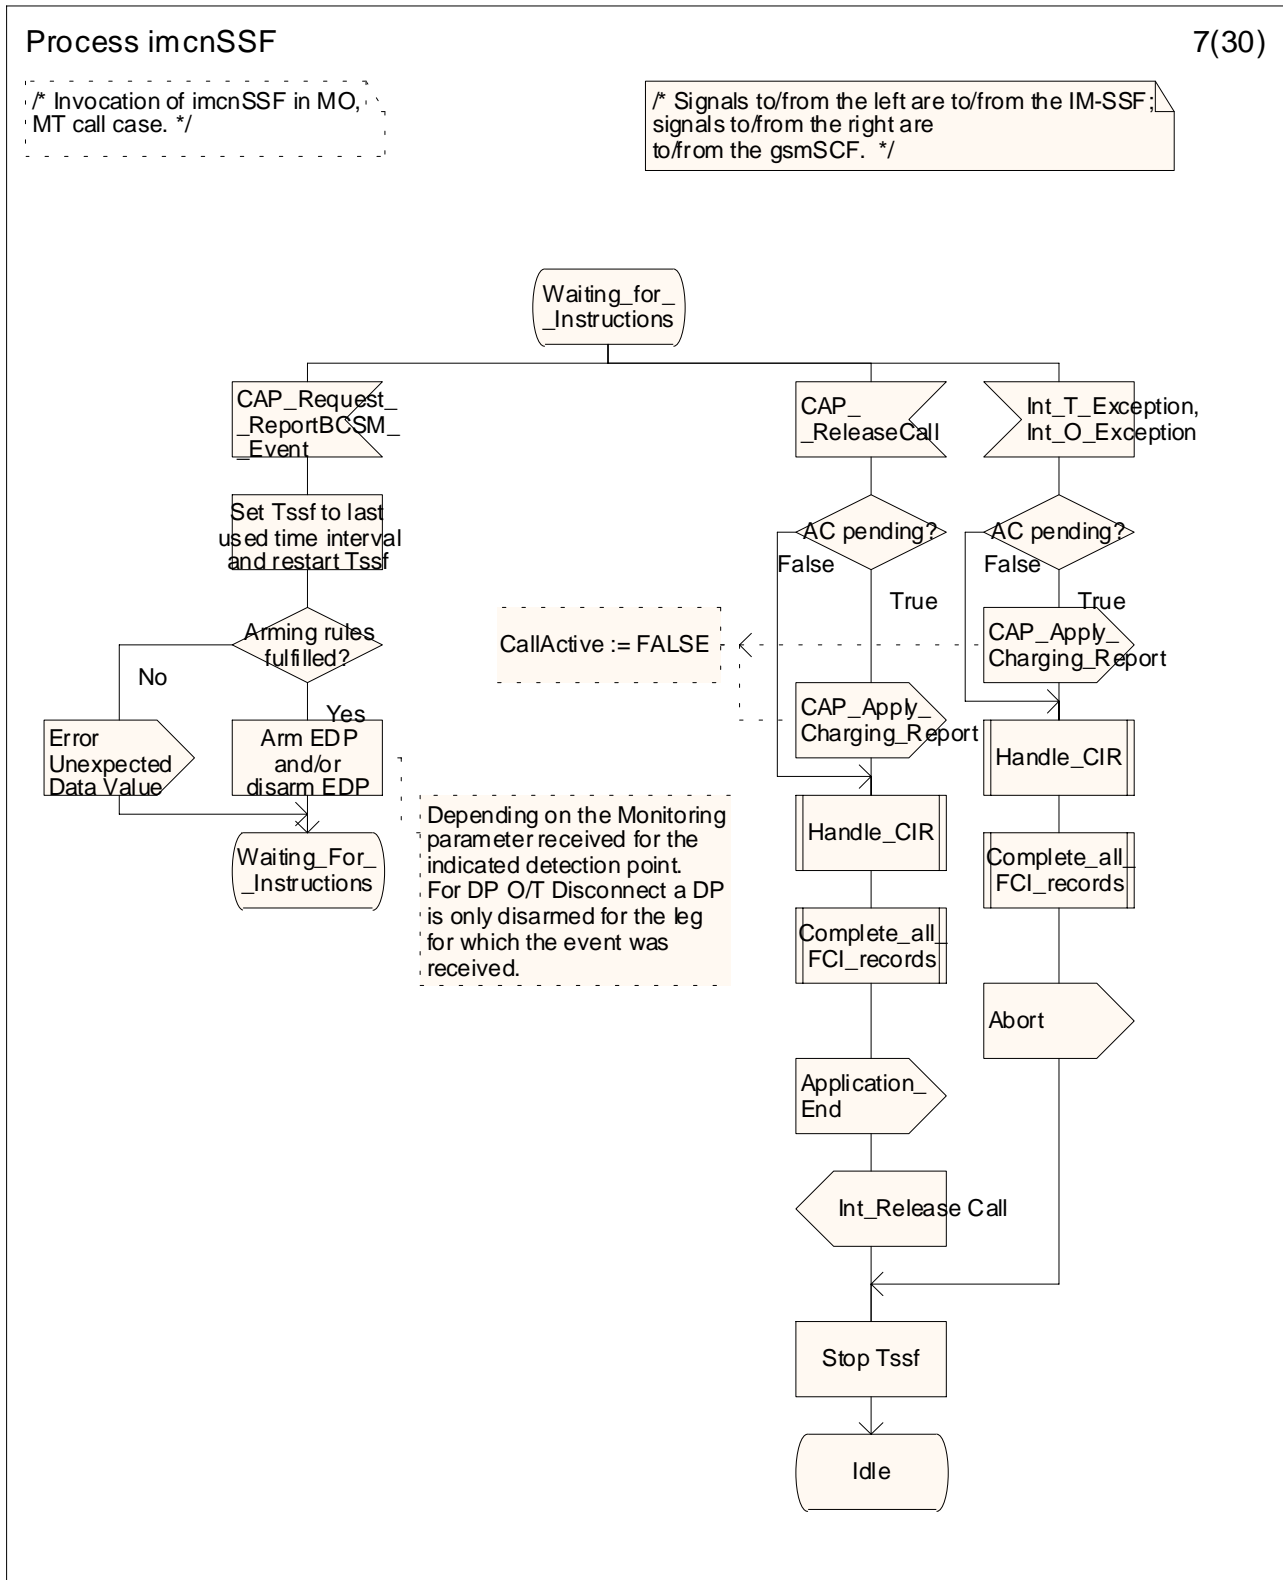 Process imcnSSF
7(30)
/* Invocation of imcnSSF in MO,
MT call case. */
/* Signals to/from the left are to/from the IM-SSF;
signals to/from the right are
to/from the gsmSCF. */
Waiting_for_
_Instructions
CAP_Request_
_ReportBCSM_
_Event
CAP_
_ReleaseCall
Int_T_Exception,
Int_O_Exception
Set Tssf to last
used time interval
and restart Tssf
AC pending?
False
True
AC pending?
False
True
Arming rules
fulfilled?
No
Yes
CallActive := FALSE
CAP_Apply_
Charging_Report
CAP_Apply_
Charging_Report
Error
Unexpected
Data Value
Arm EDP
and/or
disarm EDP
Handle_CIR
Depending on the Monitoring
parameter received for the
indicated detection point.
For DP O/T Disconnect a DP
is only disarmed for the leg
for which the event was
received.
Handle_CIR
Waiting_For_
_Instructions
Complete_all_
FCI_records
Complete_all_
FCI_records
Abort
Application_
End
Int_Release Call
Stop Tssf
Idle